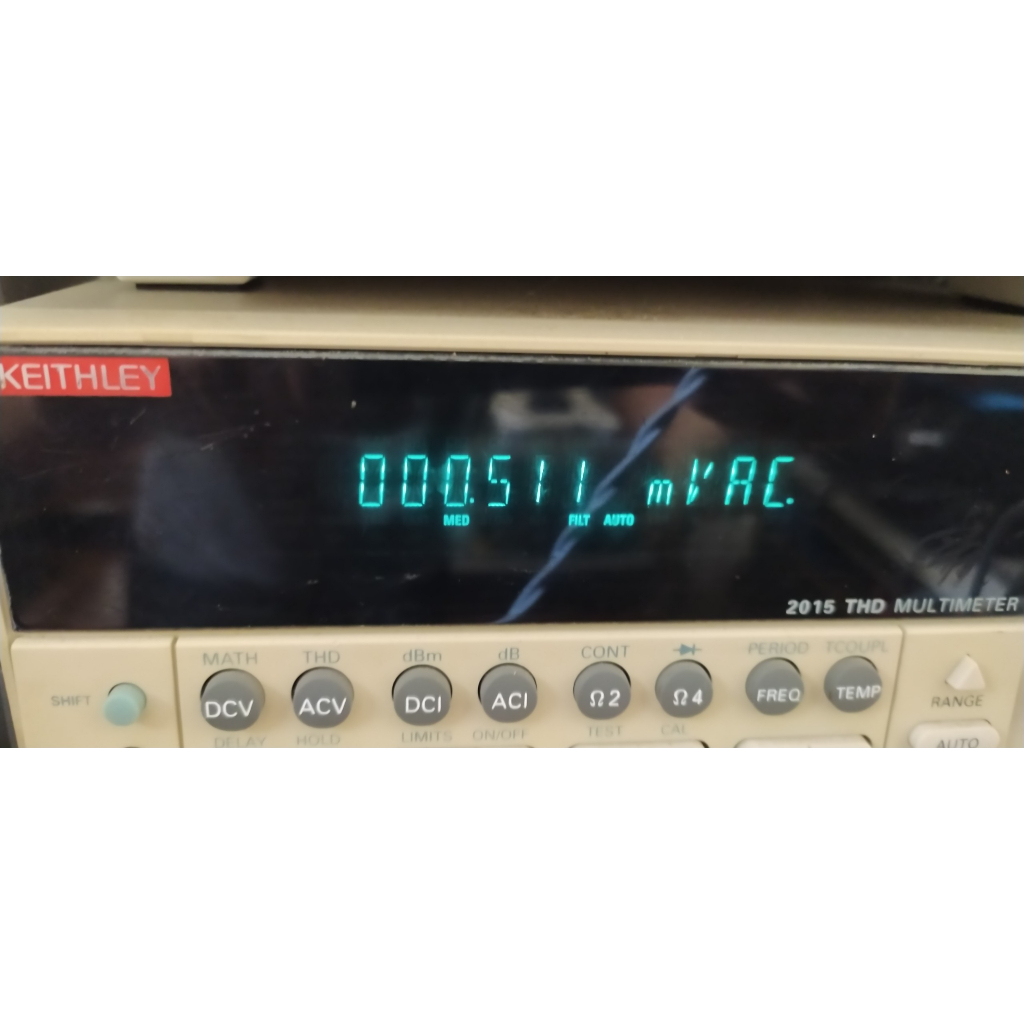 KEITHLEY
000.511 mVAC.
MED FILT AUTO
2015 THD MULTIMETER
MATH THD dBm dB CONT PERIOD TCOUPL
SHIFT DCV ACV DCI ACI Ω2 Ω4 FREQ TEMP RANGE
DELAY HOLD LIMITS ON/OFF TEST CAL AUTO